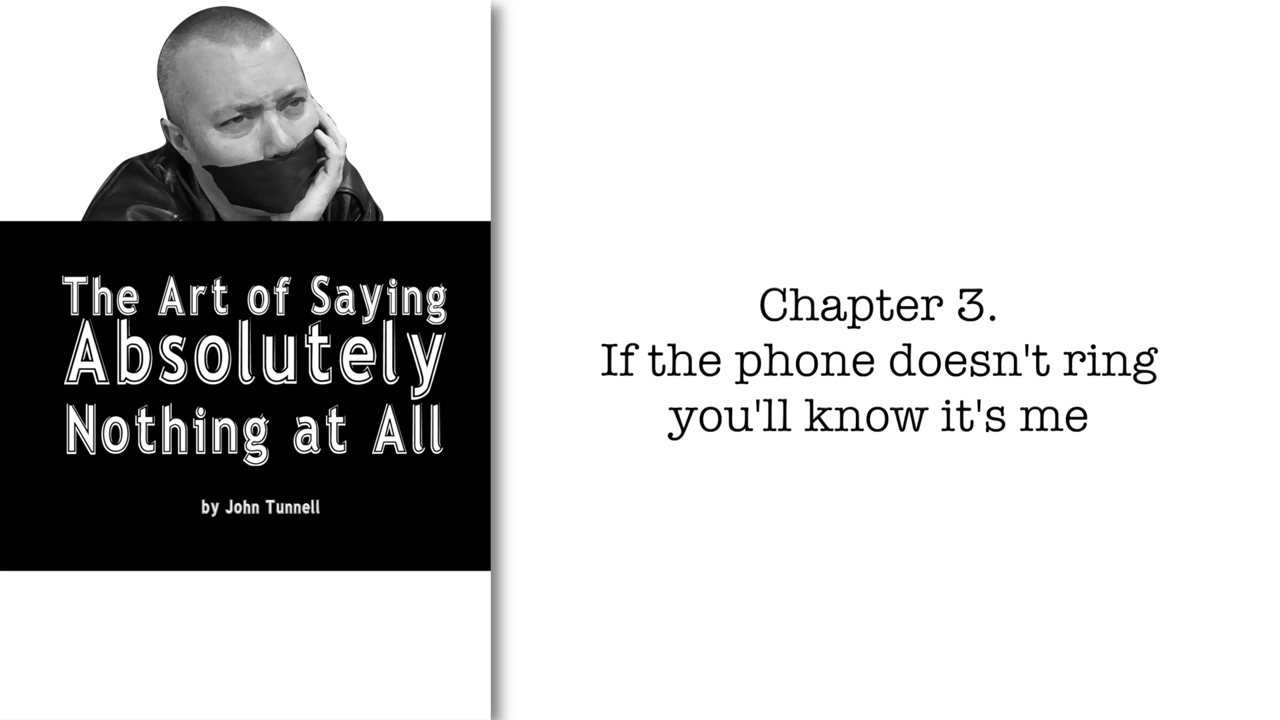 The Art of Saying
Absolutely
Nothing at All
by John Tunnell
Chapter 3.
If the phone doesn't ring
you'll know it's me